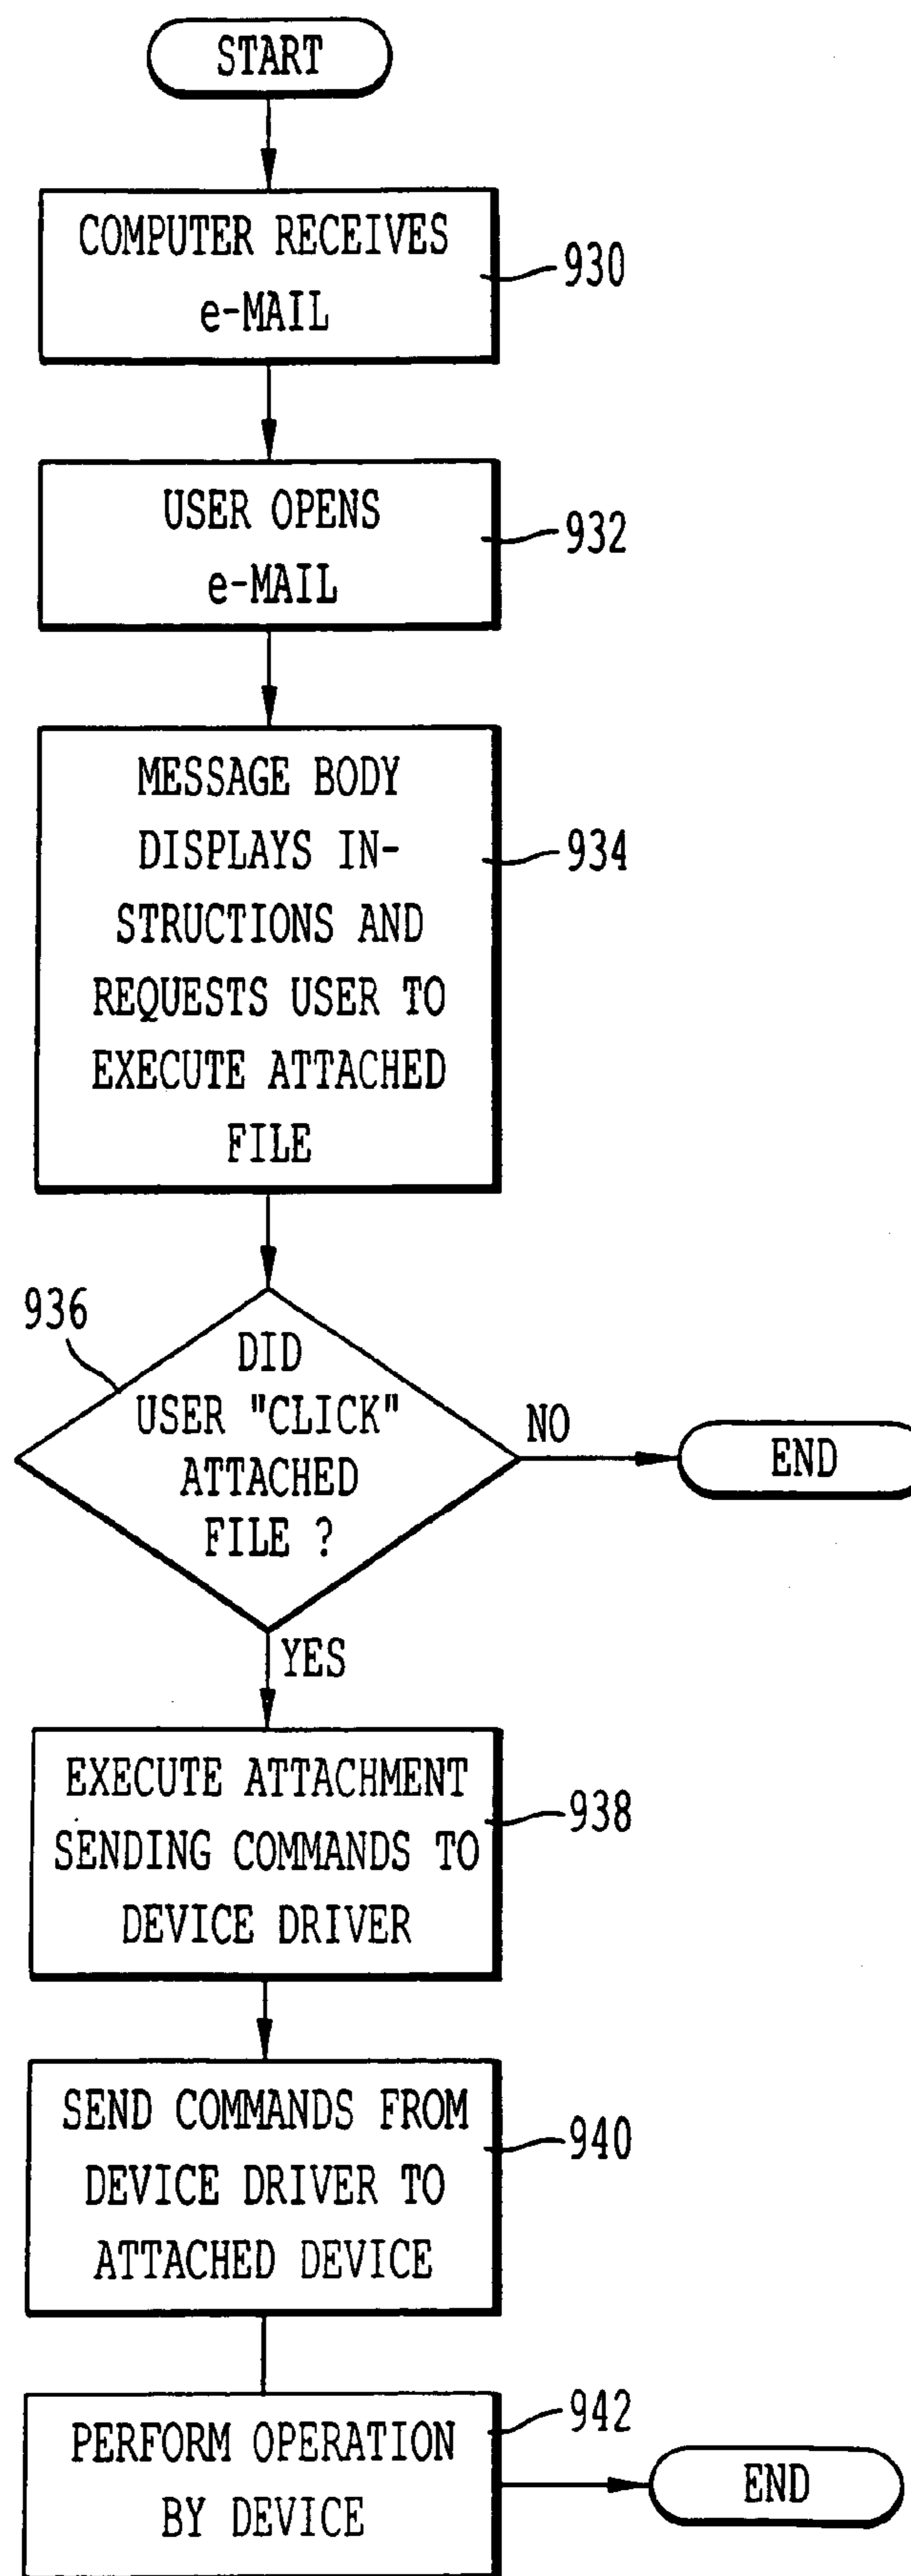 START
COMPUTER RECEIVES
e-MAIL
930
USER OPENS
e-MAIL
932
MESSAGE BODY
DISPLAYS IN-
STRUCTIONS AND
REQUESTS USER TO
EXECUTE ATTACHED
FILE
934
936
DID
USER "CLICK"
ATTACHED
FILE ?
NO
END
YES
EXECUTE ATTACHMENT
SENDING COMMANDS TO
DEVICE DRIVER
938
SEND COMMANDS FROM
DEVICE DRIVER TO
ATTACHED DEVICE
940
PERFORM OPERATION
BY DEVICE
942
END